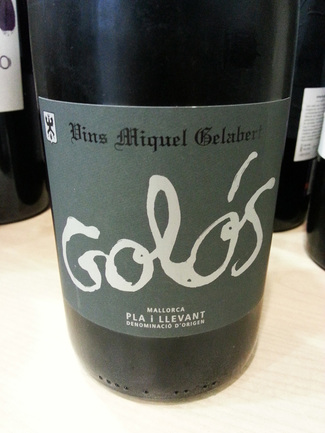 Vins Miquel Gelabert
Golós
MALLORCA
PLA i LLEVANT
DENOMINACIÓ D'ORIGEN